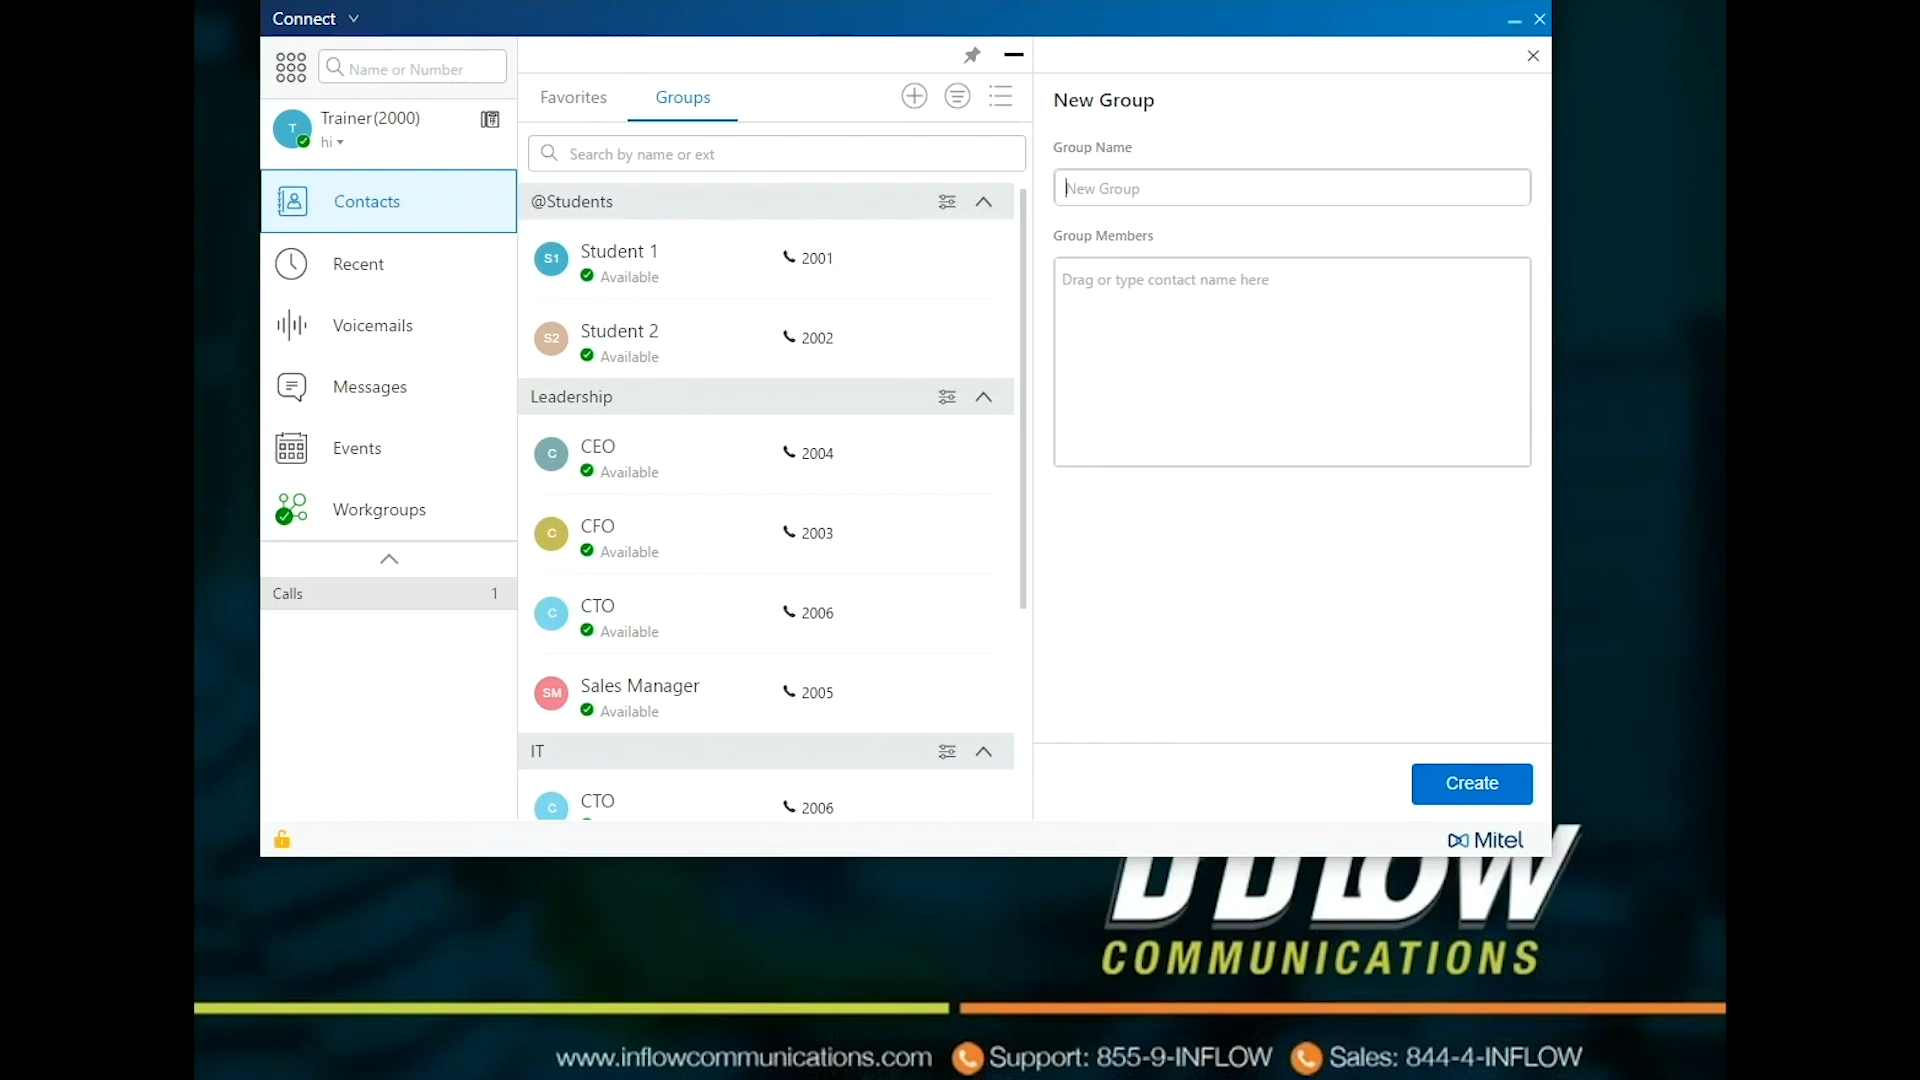 Connect
Name or Number
T
Trainer(2000)
hi
Contacts
Recent
Voicemails
Messages
Events
Workgroups
Calls 1
Favorites Groups
Search by name or ext
@Students
S1 Student 1 2001
Available
S2 Student 2 2002
Available
Leadership
C CEO 2004
Available
C CFO 2003
Available
C CTO 2006
Available
SM Sales Manager 2005
Available
IT
C CTO 2006
New Group
Group Name
New Group
Group Members
Drag or type contact name here
Create
Mitel
COMMUNICATIONS
www.inflowcommunications.com Support: 855-9-INFLOW Sales: 844-4-INFLOW